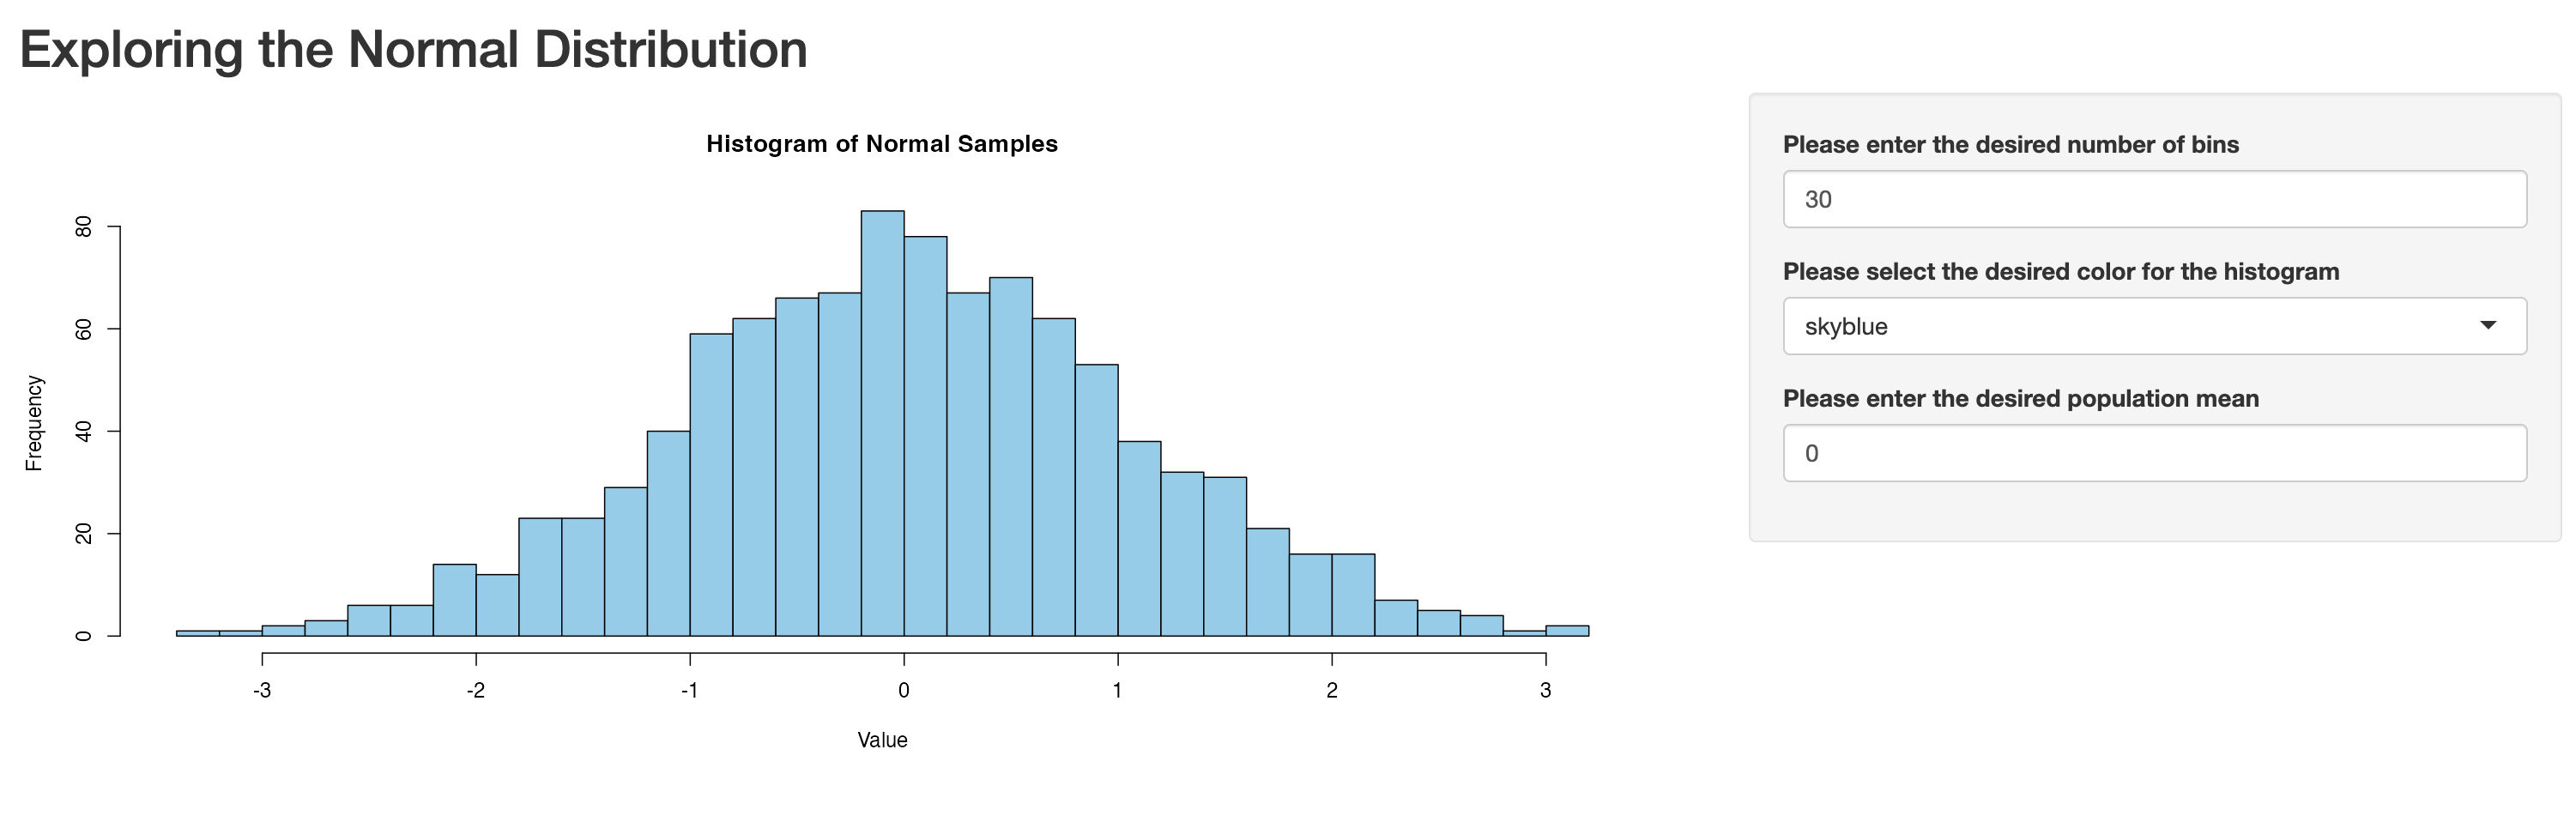 Exploring the Normal Distribution
Histogram of Normal Samples
Frequency
80
60
40
20
0
-3 -2 -1 0 1 2 3
Value
Please enter the desired number of bins
30
Please select the desired color for the histogram
skyblue
Please enter the desired population mean
0